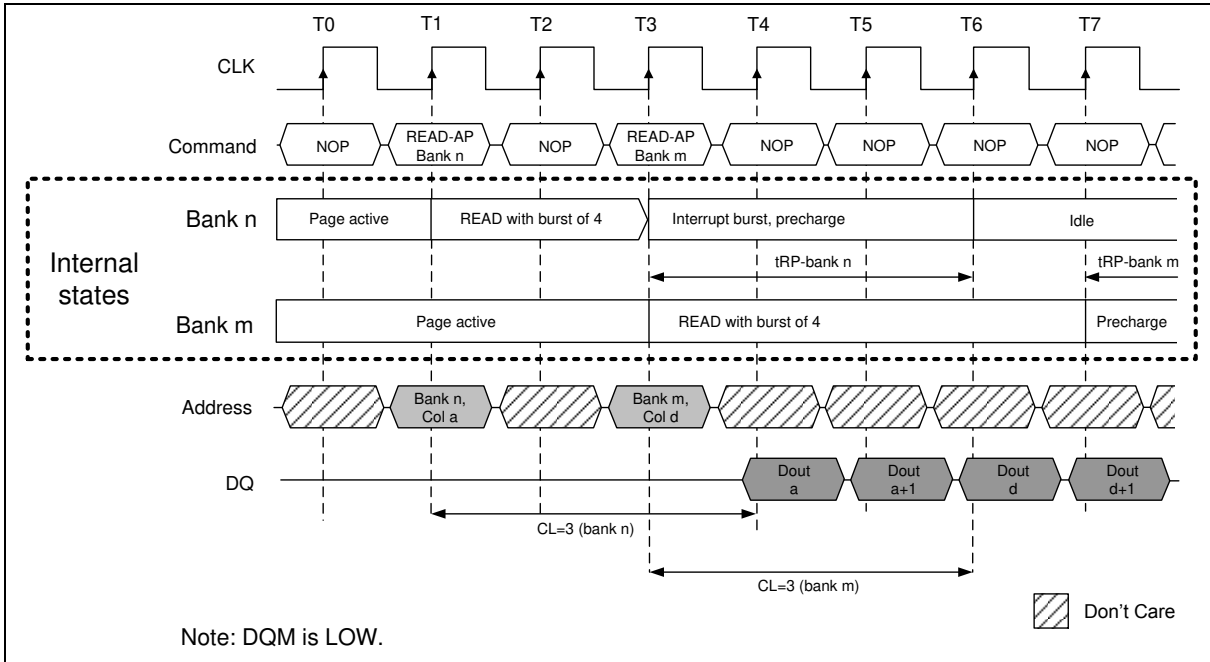 T0 T1 T2 T3 T4 T5 T6 T7
CLK
Command NOP READ-AP Bank n NOP READ-AP Bank m NOP NOP NOP NOP
Bank n Page active READ with burst of 4 Interrupt burst, precharge Idle
Internal states
tRP-bank n tRP-bank m
Bank m Page active READ with burst of 4 Precharge
Address Bank n, Col a Bank m, Col d
DQ Dout a Dout a+1 Dout d Dout d+1
CL=3 (bank n)
CL=3 (bank m)
Don't Care
Note: DQM is LOW.